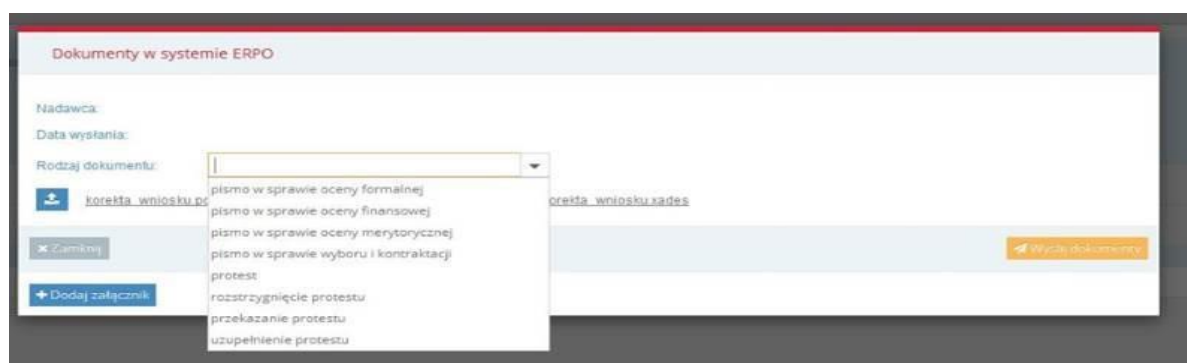 Dokumenty w systemie ERPO
Nadawca:
Data wysłania:
Rodzaj dokumentu:
pismo w sprawie oceny formalnej
korekta_wniosku.pd orekta_wniosku.xades
pismo w sprawie oceny finansowej
pismo w sprawie oceny merytorycznej
Zamknij
pismo w sprawie wyboru i kontraktacji
Wyślij dokumenty
protest
Dodaj załącznik
rozstrzygnięcie protestu
przekazanie protestu
uzupełnienie protestu